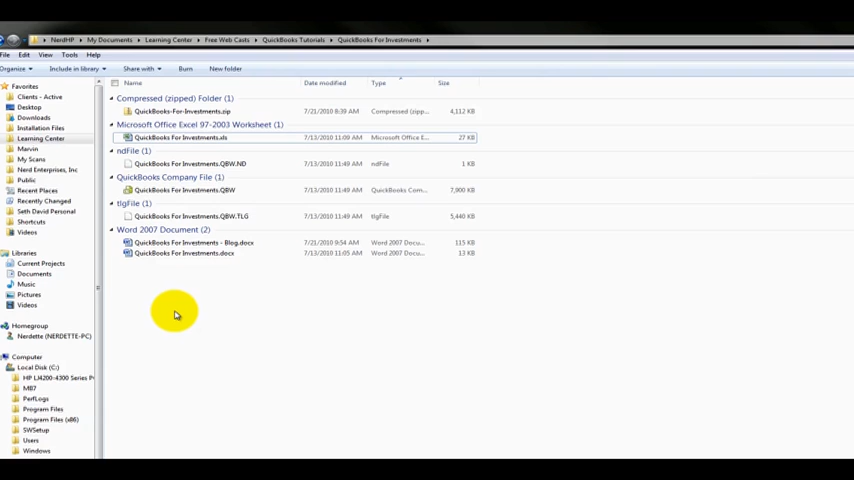 NerdHP ▸ My Documents ▸ Learning Center ▸ Free Web Casts ▸ QuickBooks Tutorials ▸ QuickBooks For Investments ▸
File Edit View Tools Help
Organize Include in library Share with Burn New folder
Name Date modified Type Size
Favorites
Clients - Active
Desktop
Downloads
Installation Files
Learning Center
Marvin
My Scans
Nerd Enterprises, Inc
Public
Recent Places
Recently Changed
Seth David Personal
Shortcuts
Videos
Libraries
Current Projects
Documents
Music
Pictures
Videos
Homegroup
Nerdette (NERDETTE-PC)
Computer
Local Disk (C:)
HP LJ4200-4300 Series P
MB7
PerfLogs
Program Files
Program Files (x86)
SWSetup
Users
Windows
Compressed (zipped) Folder (1)
QuickBooks-For-Investments.zip 7/21/2010 8:39 AM Compressed (zipp... 4,112 KB
Microsoft Office Excel 97-2003 Worksheet (1)
QuickBooks For Investments.xls 7/13/2010 11:09 AM Microsoft Office E... 27 KB
ndFile (1)
QuickBooks For Investments.QBW.ND 7/13/2010 11:49 AM ndFile 1 KB
QuickBooks Company File (1)
QuickBooks For Investments.QBW 7/13/2010 11:49 AM QuickBooks Com... 7,900 KB
tlgFile (1)
QuickBooks For Investments.QBW.TLG 7/13/2010 11:49 AM tlgFile 5,440 KB
Word 2007 Document (2)
QuickBooks For Investments - Blog.docx 7/21/2010 9:54 AM Word 2007 Docu... 115 KB
QuickBooks For Investments.docx 7/13/2010 11:05 AM Word 2007 Docu... 13 KB